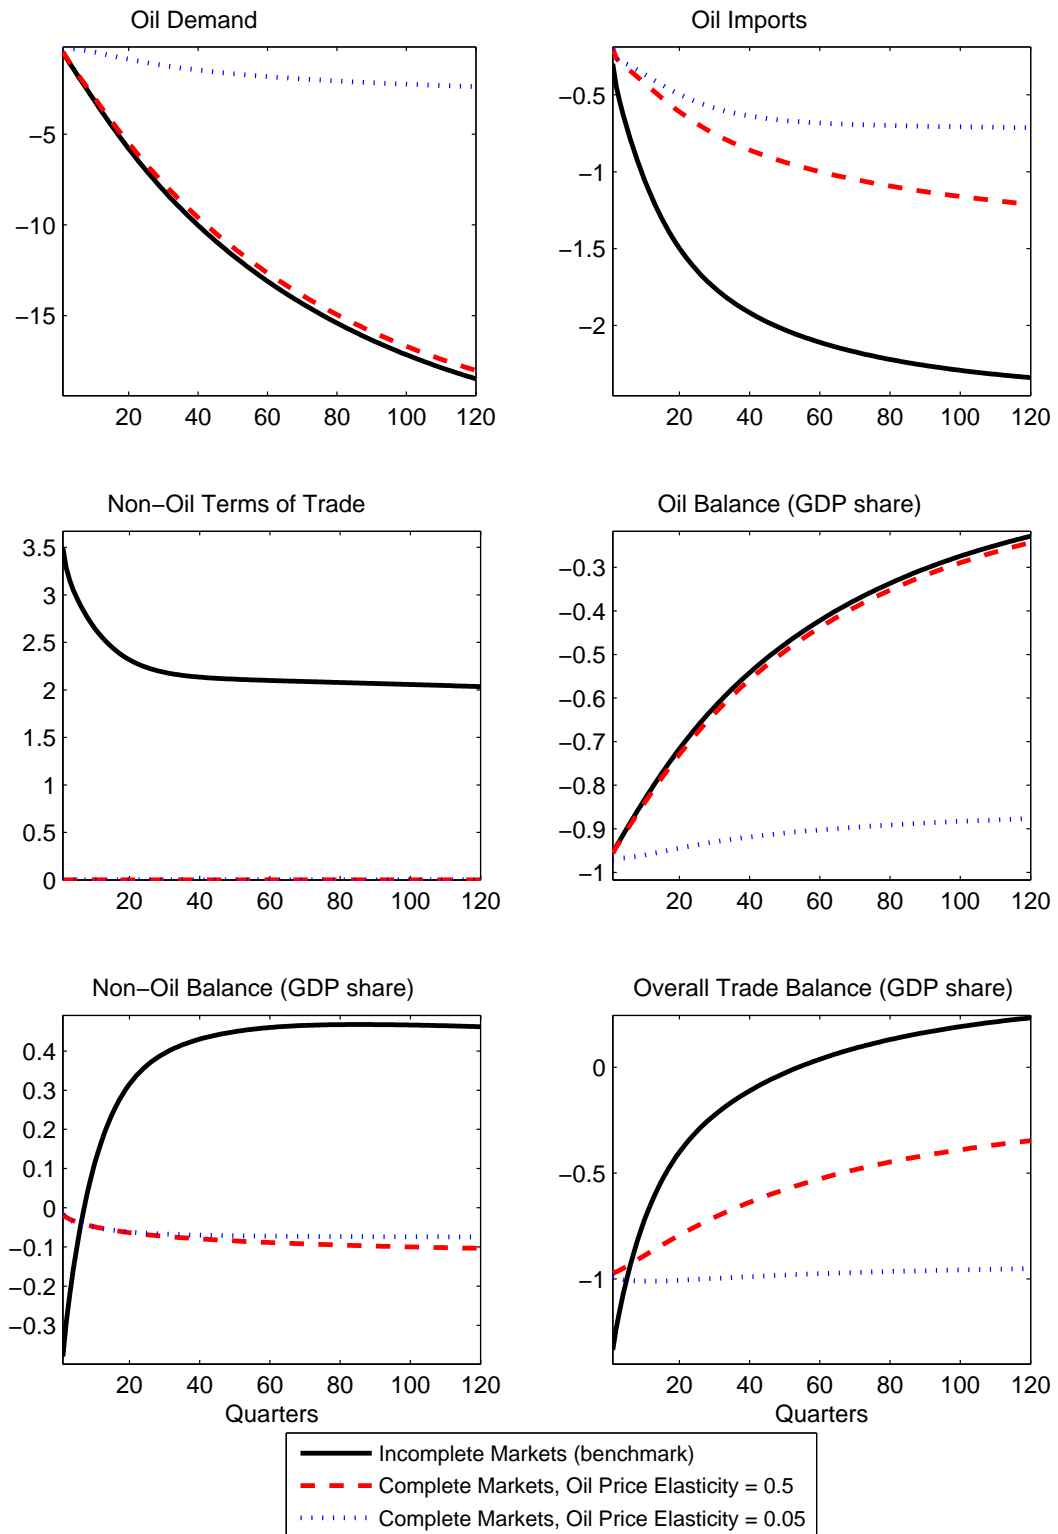 Oil Demand
−5
−10
−15
20 40 60 80 100 120
Oil Imports
−0.5
−1
−1.5
−2
20 40 60 80 100 120
Non−Oil Terms of Trade
3.5
3
2.5
2
1.5
1
0.5
0
20 40 60 80 100 120
Oil Balance (GDP share)
−0.3
−0.4
−0.5
−0.6
−0.7
−0.8
−0.9
−1
20 40 60 80 100 120
Non−Oil Balance (GDP share)
0.4
0.3
0.2
0.1
0
−0.1
−0.2
−0.3
20 40 60 80 100 120
Quarters
Overall Trade Balance (GDP share)
0
−0.5
−1
20 40 60 80 100 120
Quarters
Incomplete Markets (benchmark)
Complete Markets, Oil Price Elasticity = 0.5
Complete Markets, Oil Price Elasticity = 0.05